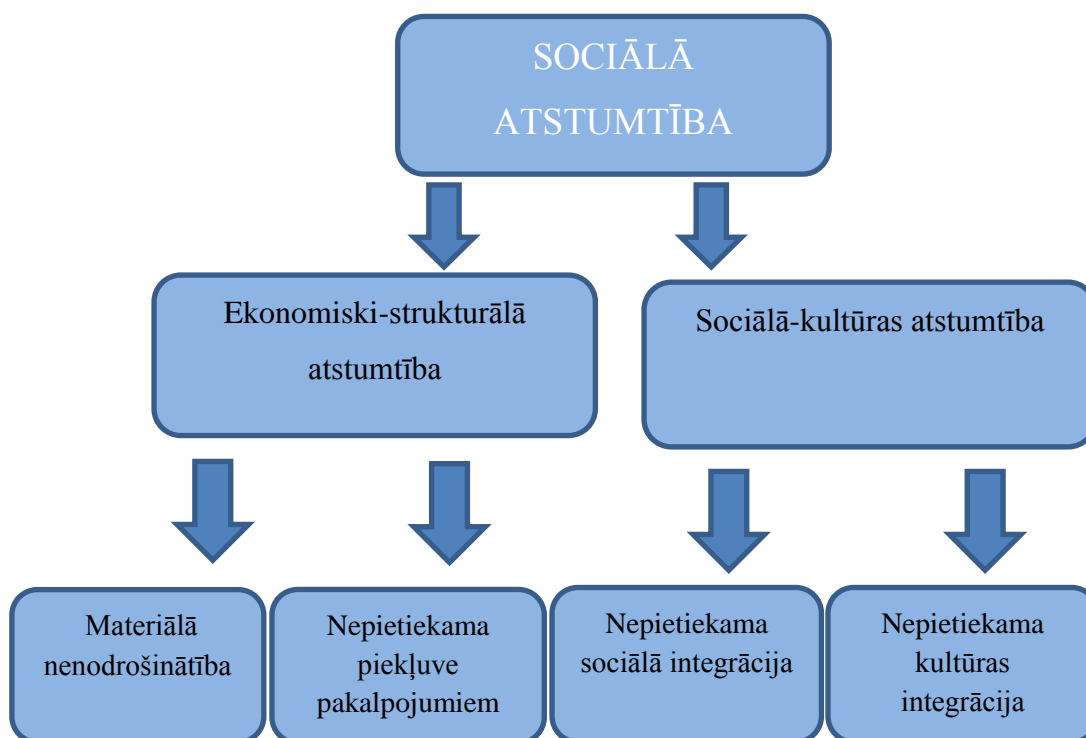 SOCIĀLĀ
ATSTUMTĪBA
Ekonomiski-strukturālā
atstumtība
Sociālā-kultūras atstumtība
Materiālā
nenodrošinātība
Nepietiekama
piekļuve
pakalpojumiem
Nepietiekama
sociālā integrācija
Nepietiekama
kultūras
integrācija